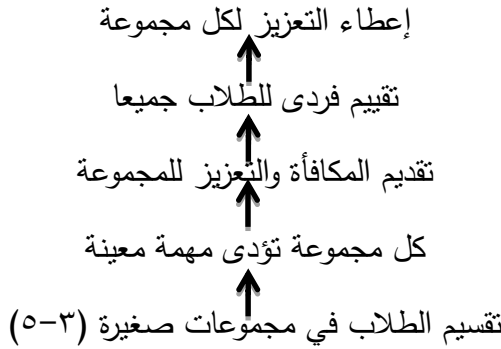 إعطاء التعزيز لكل مجموعة
تقييم فردى للطلاب جميعا
تقديم المكافأة والتعزيز للمجموعة
كل مجموعة تؤدى مهمة معينة
تقسيم الطلاب في مجموعات صغيرة (٣-٥)